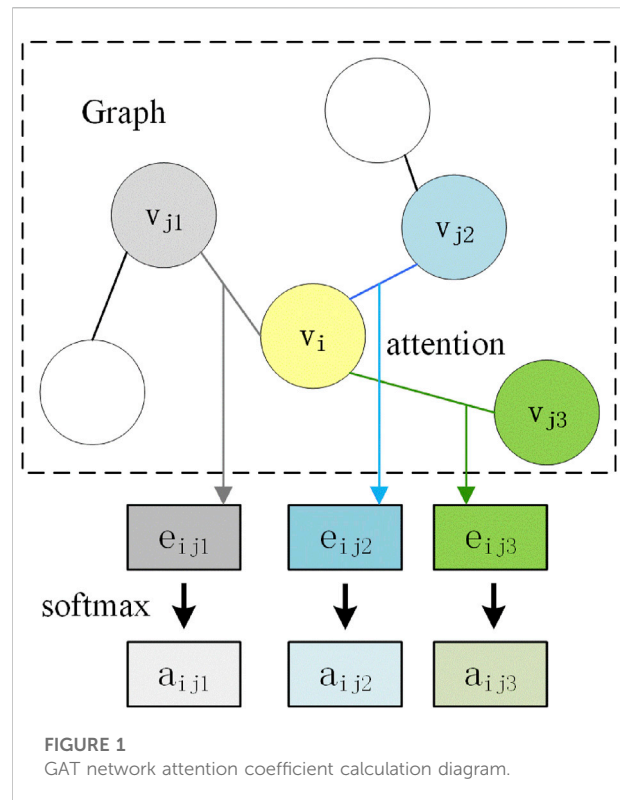 Graph
v_{j1}
v_{j2}
v_i
attention
v_{j3}
e_{ij1} e_{ij2} e_{ij3}
softmax
a_{ij1} a_{ij2} a_{ij3}
FIGURE 1
GAT network attention coefficient calculation diagram.